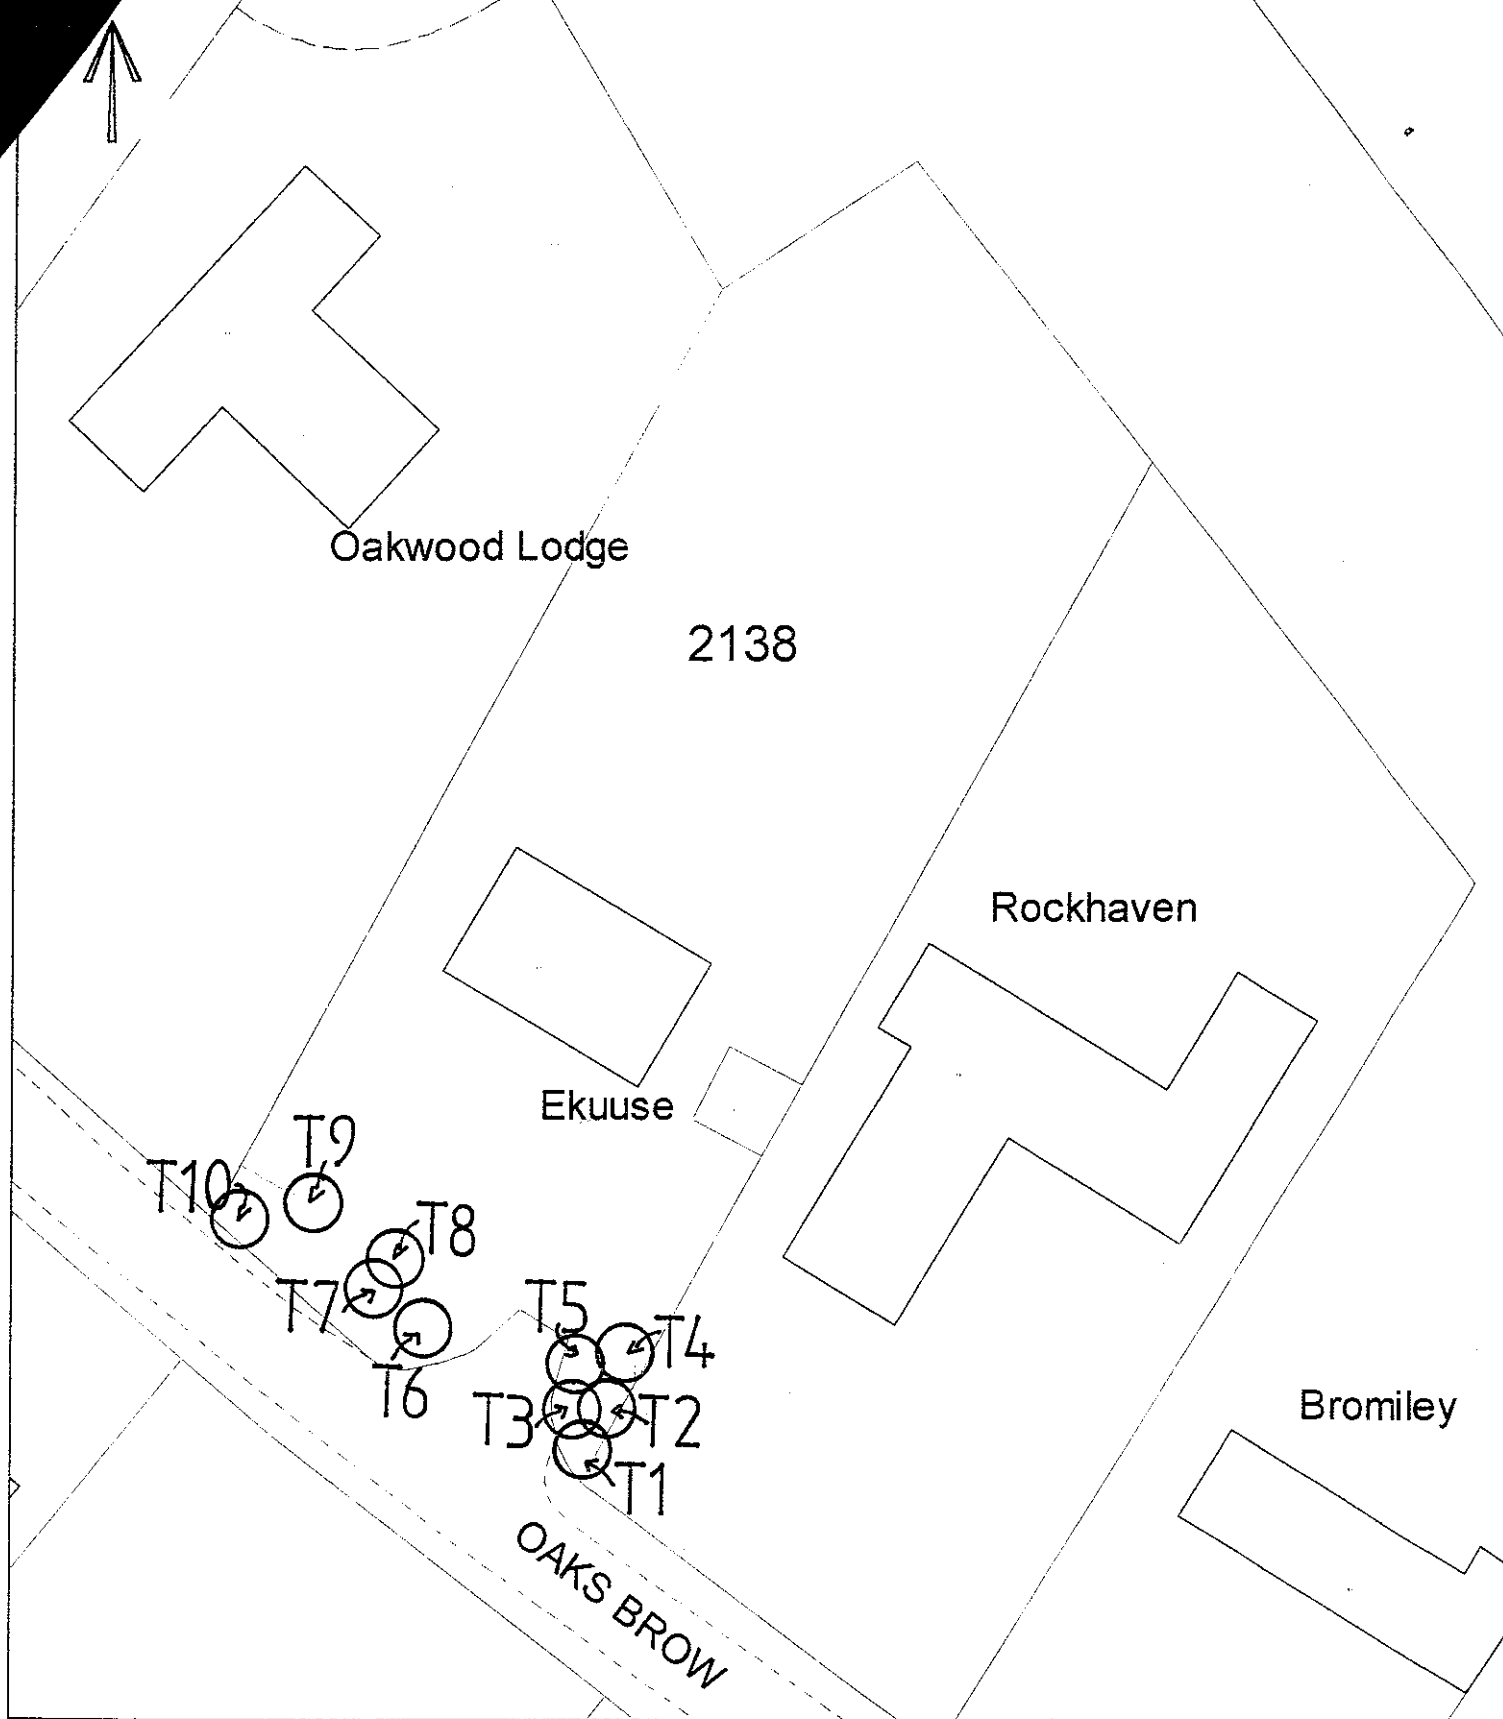 Oakwood Lodge
2138
Rockhaven
Ekuuse
T9
T10
T8
T7
T5
T4
T6
T3
T2
Bromiley
T1
OAKS BROW